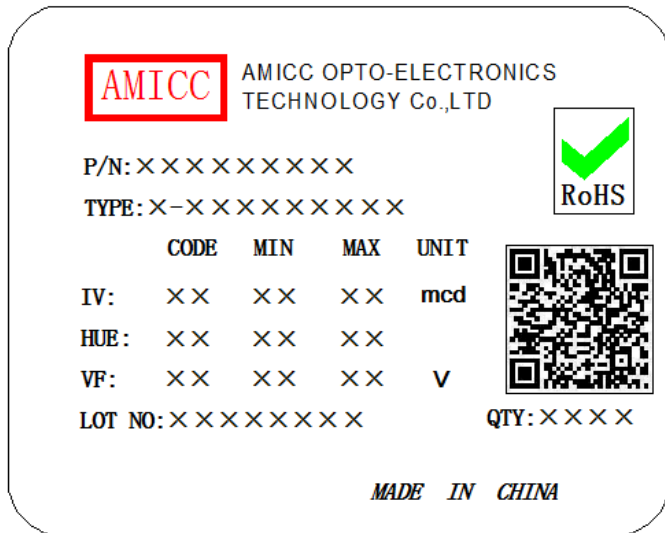 AMICC
AMICC OPTO-ELECTRONICS
TECHNOLOGY Co.,LTD
RoHS
P/N:×××××××××
TYPE:×-×××××××××
CODE MIN MAX UNIT
IV: ×× ×× ×× mcd
HUE: ×× ×× ××
VF: ×× ×× ×× V
LOT NO:×××××××× QTY:××××
MADE IN CHINA